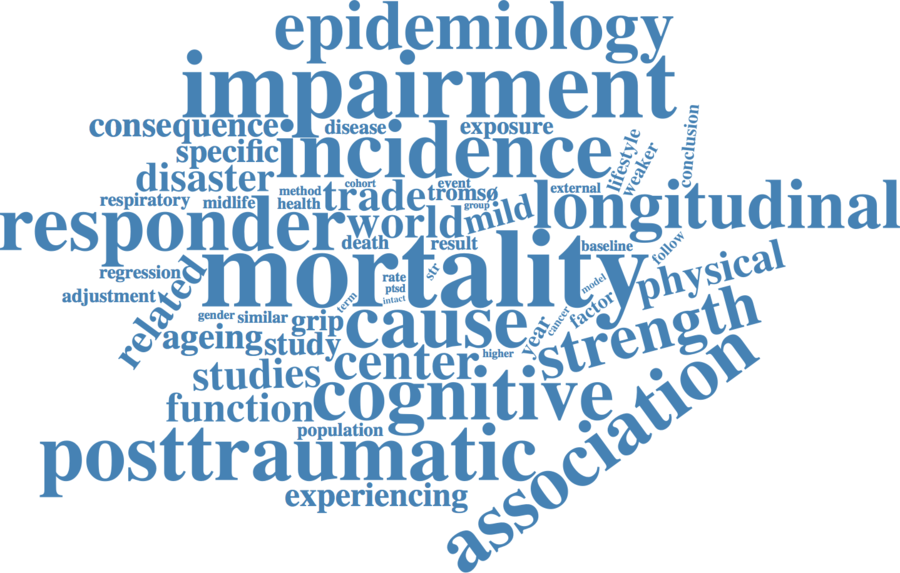 epidemiology
impairment
consequence
disease
exposure
conclusion
specific
incidence
lifestyle
weaker
disaster
method
cohort
trade
event
tromsø
external
longitudinal
respiratory
midlife
health
group
mild
responder
world
death
result
baseline
follow
regression
related
mortality
rate
str
ptsd
intact
model
physical
adjustment
term
gender
similar
grip
cause
year
cancer
factor
strength
ageing
study
center
higher
studies
cognitive
association
function
population
posttraumatic
experiencing